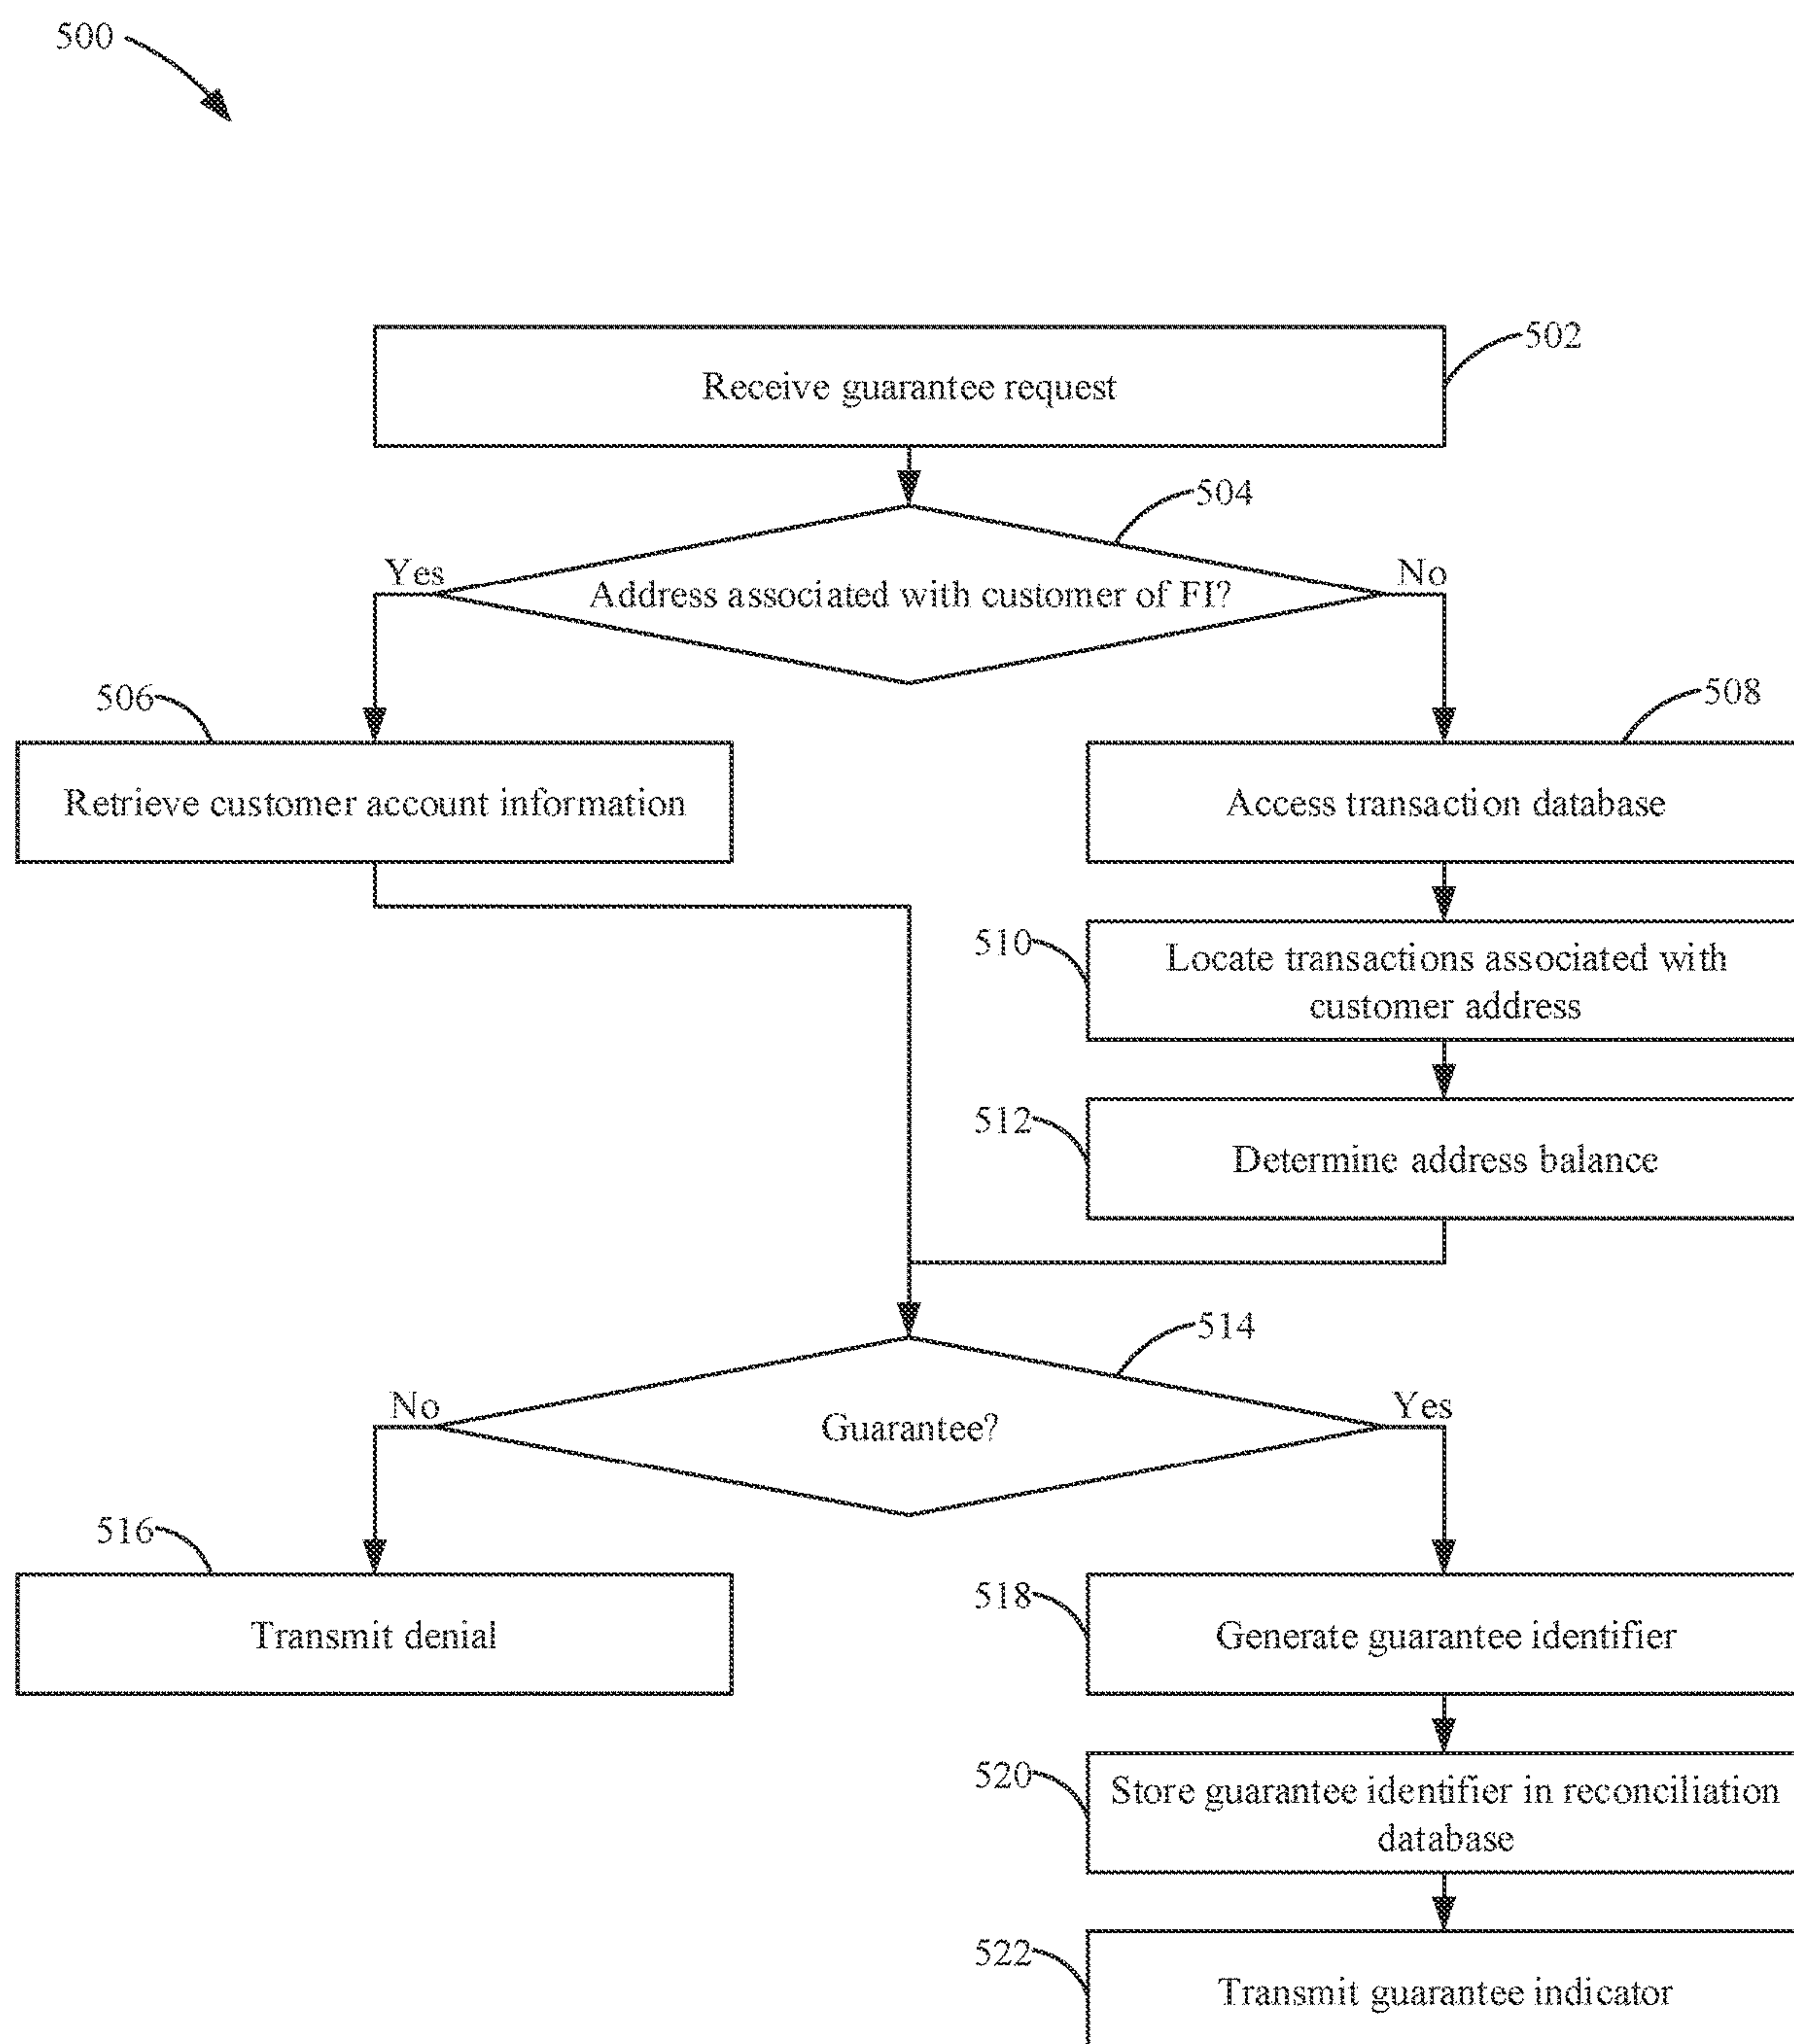 500
Receive guarantee request
502
504
Yes
Address associated with customer of FI?
No
506
508
Retrieve customer account information
Access transaction database
510
Locate transactions associated with
customer address
512
Determine address balance
514
No
Guarantee?
Yes
516
518
Transmit denial
Generate guarantee identifier
520
Store guarantee identifier in reconciliation
database
522
Transmit guarantee indicator